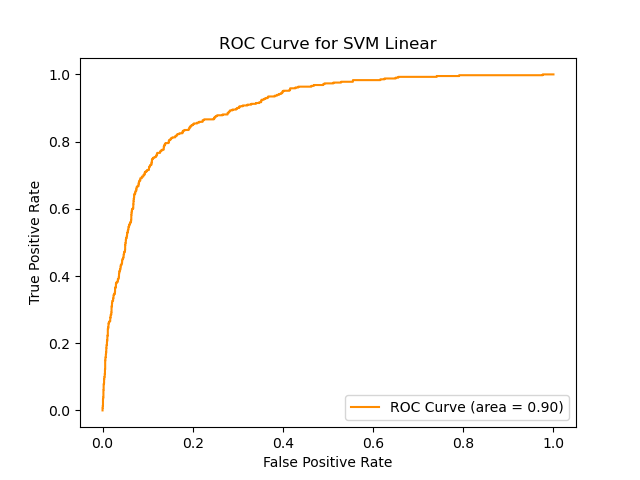 ROC Curve for SVM Linear
True Positive Rate
1.0
0.8
0.6
0.4
0.2
0.0
ROC Curve (area = 0.90)
0.0 0.2 0.4 0.6 0.8 1.0
False Positive Rate